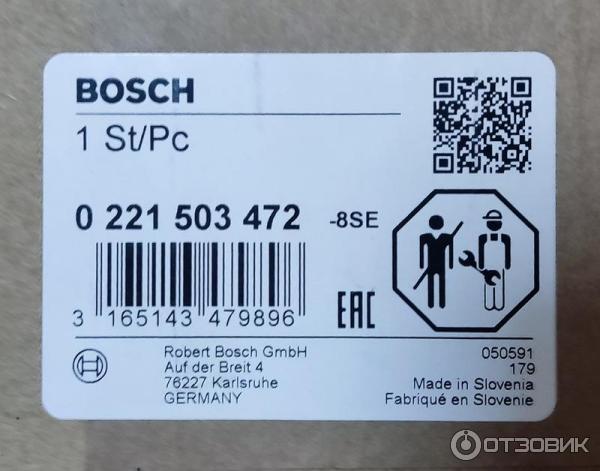 BOSCH
1 St/Pc
0 221 503 472 -8SE
3 165143 479896
EAC
Robert Bosch GmbH
Auf der Breit 4
76227 Karlsruhe
GERMANY
050591
179
Made in Slovenia
Fabriqué en Slovenie
ОТЗОВИК